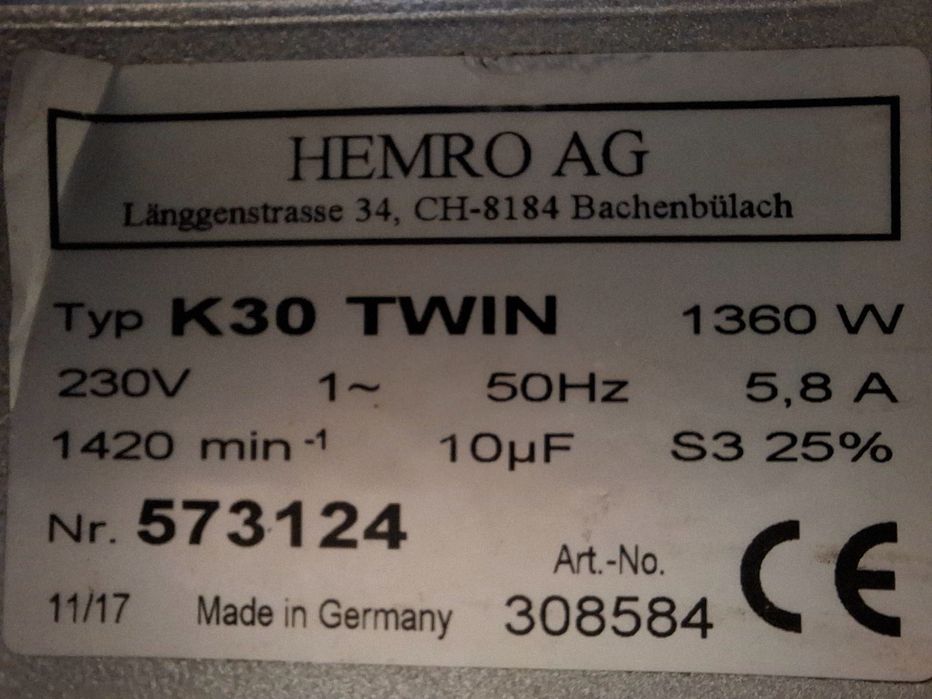 HEMRO AG
Länggenstrasse 34, CH-8184 Bachenbülach
Typ K30 TWIN 1360 W
230V 1~ 50Hz 5,8 A
1420 min⁻¹ 10µF S3 25%
Nr. 573124
Art.-No.
11/17 Made in Germany 308584 CE